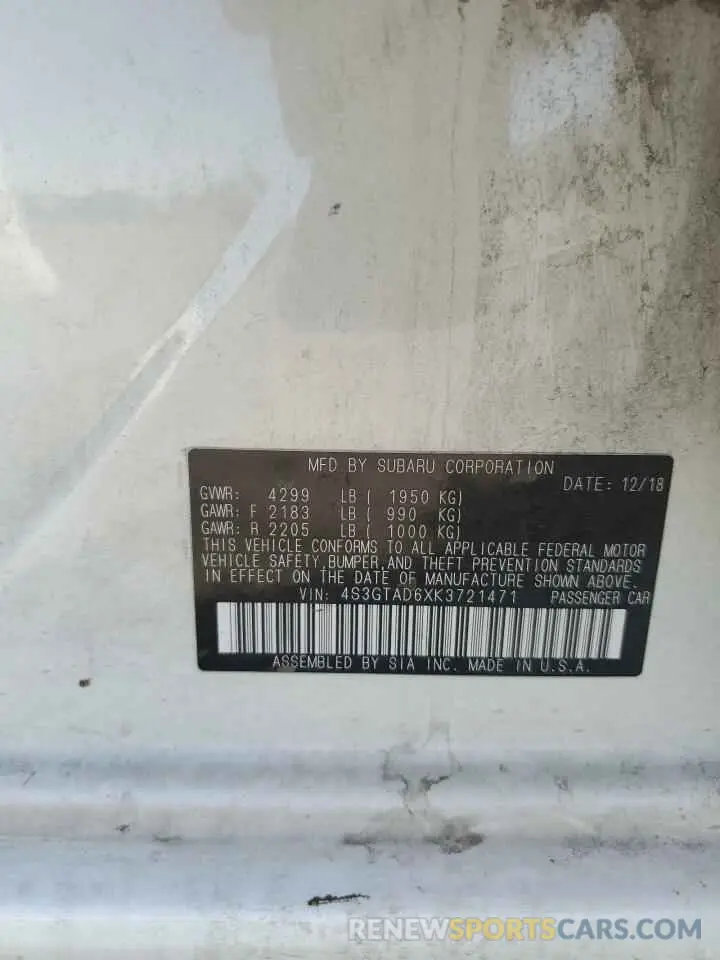 MFD BY SUBARU CORPORATION
DATE: 12/18
GVWR: 4299 LB ( 1950 KG)
GAWR: F 2183 LB ( 990 KG)
GAWR: R 2205 LB ( 1000 KG)
THIS VEHICLE CONFORMS TO ALL APPLICABLE FEDERAL MOTOR
VEHICLE SAFETY, BUMPER, AND THEFT PREVENTION STANDARDS
IN EFFECT ON THE DATE OF MANUFACTURE SHOWN ABOVE.
VIN: 4S3GTAD6XK3721471 PASSENGER CAR
ASSEMBLED BY SIA INC. MADE IN U.S.A.
RENEWSPORTSCARS.COM